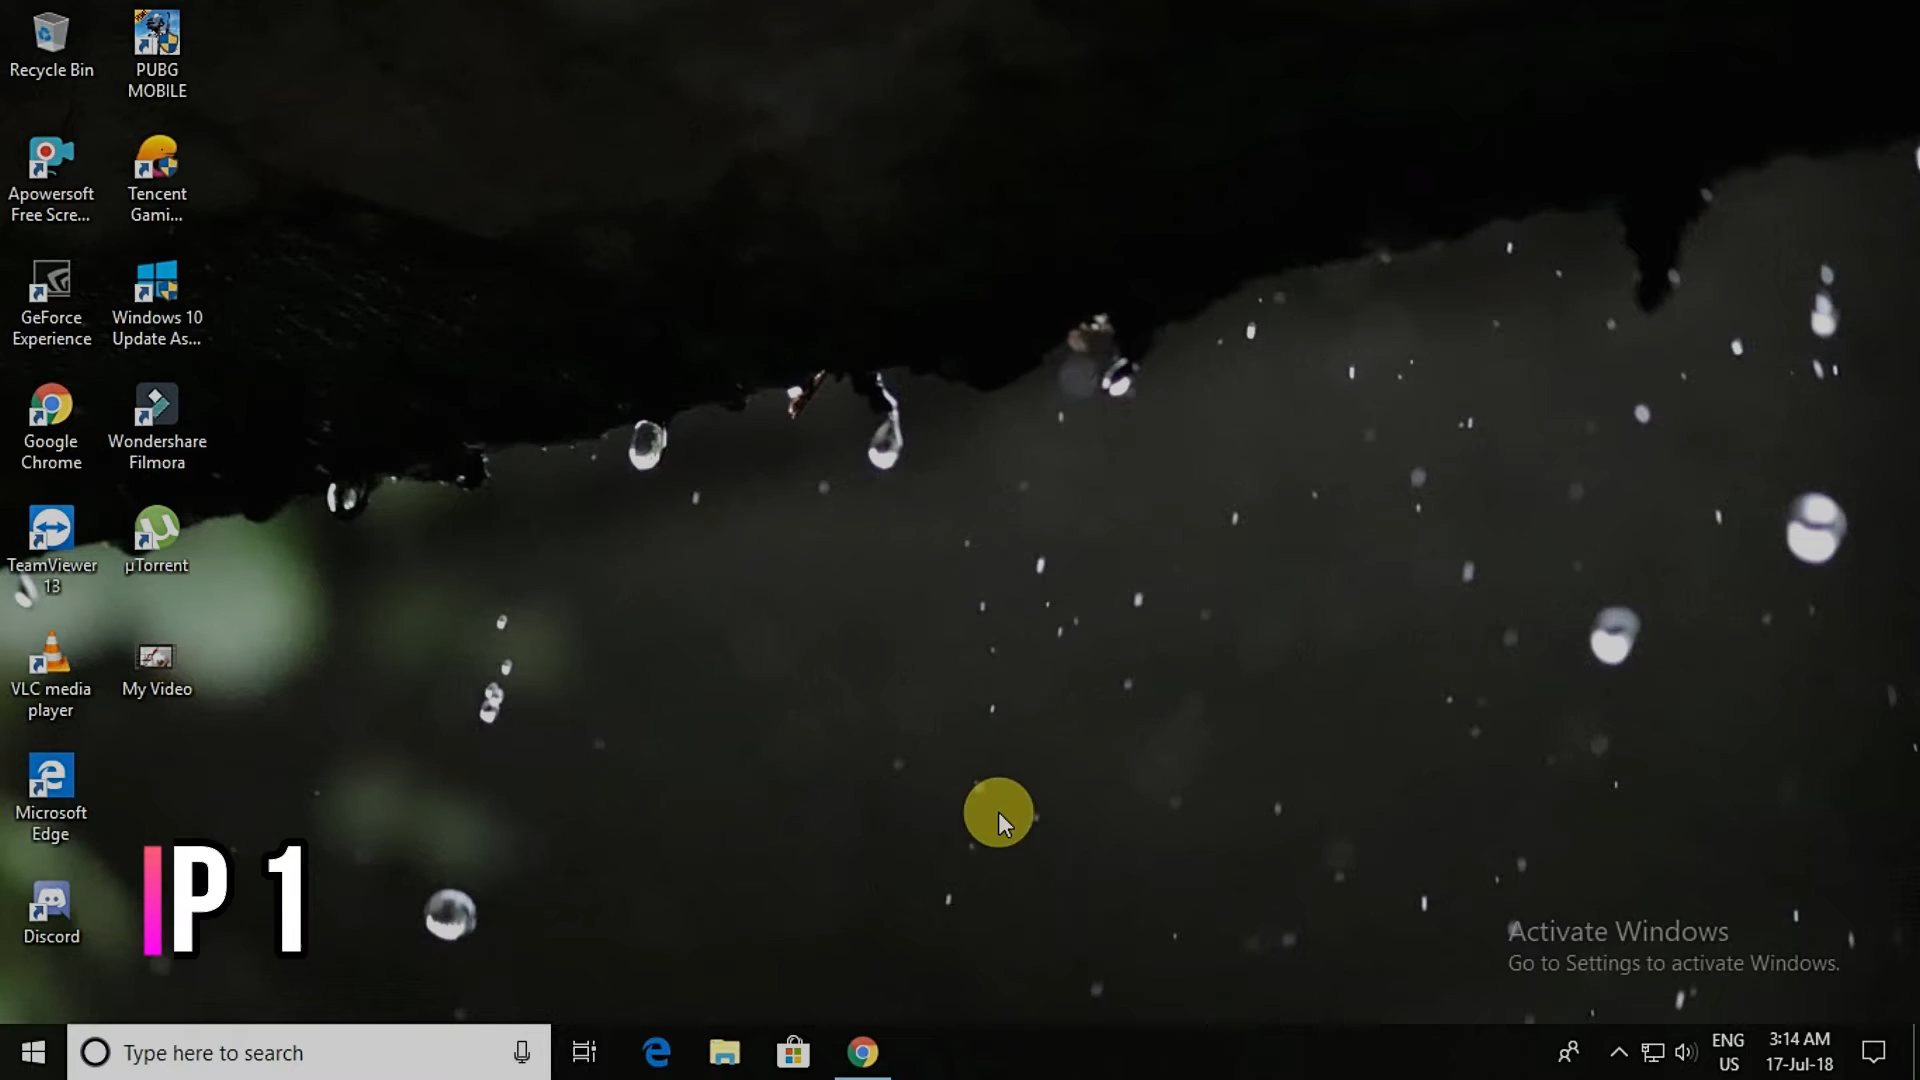 Recycle Bin
PUBG
MOBILE
Apowersoft
Free Scre...
Tencent
Gami...
GeForce
Experience
Windows 10
Update As...
Google
Chrome
Wondershare
Filmora
TeamViewer
13
µTorrent
VLC media
player
My Video
Microsoft
Edge
Discord
P 1
Activate Windows
Go to Settings to activate Windows.
Type here to search
ENG
US
3:14 AM
17-Jul-18